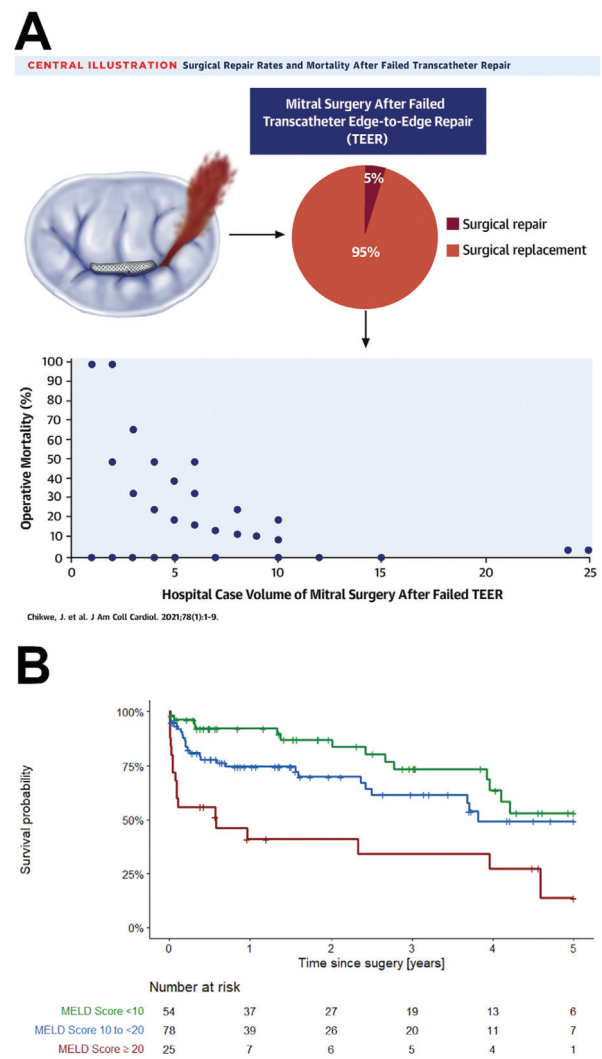 A
CENTRAL ILLUSTRATION Surgical Repair Rates and Mortality After Failed Transcatheter Repair
Mitral Surgery After Failed
Transcatheter Edge-to-Edge Repair
(TEER)
5%
95%
Surgical repair
Surgical replacement
Operative Mortality (%)
100
90
80
70
60
50
40
30
20
10
0
0 5 10 15 20 25
Hospital Case Volume of Mitral Surgery After Failed TEER
Chikwe, J. et al. J Am Coll Cardiol. 2021;78(1):1-9.
B
Survival probability
100%
75%
50%
25%
0%
0 1 2 3 4 5
Time since sugery [years]
Number at risk
MELD Score <10 54 37 27 19 13 6
MELD Score 10 to <20 78 39 26 20 11 7
MELD Score ≥ 20 25 7 6 5 4 1